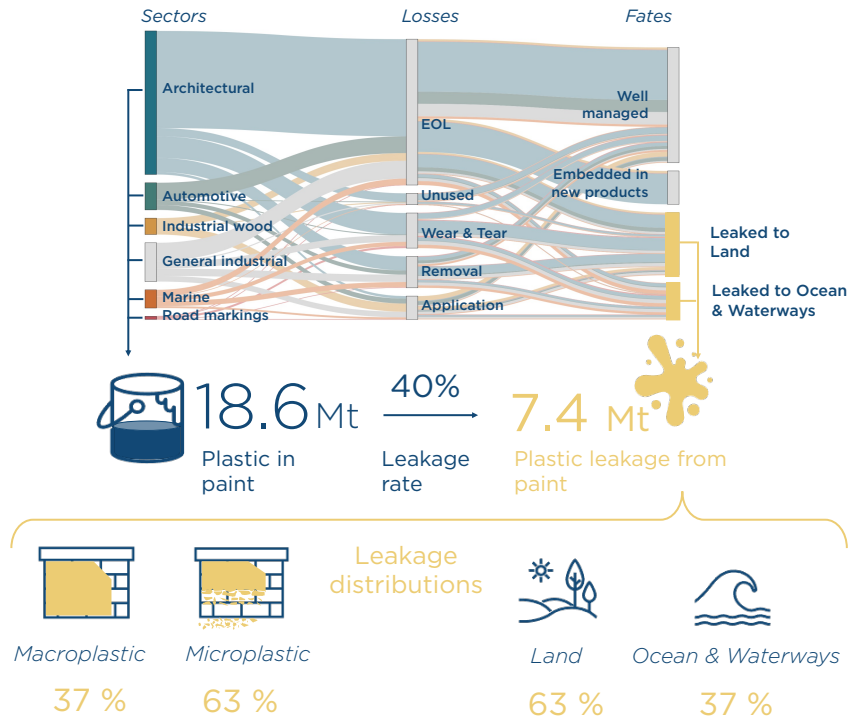 Sectors
Losses
Fates
Architectural
Automotive
Industrial wood
General industrial
Marine
Road markings
EOL
Unused
Wear & Tear
Removal
Application
Well
managed
Embedded in
new products
Leaked to
Land
Leaked to Ocean
& Waterways
18.6 Mt
Plastic in
paint
40%
Leakage
rate
7.4 Mt
Plastic leakage from
paint
Leakage
distributions
Macroplastic
37 %
Microplastic
63 %
Land
63 %
Ocean & Waterways
37 %